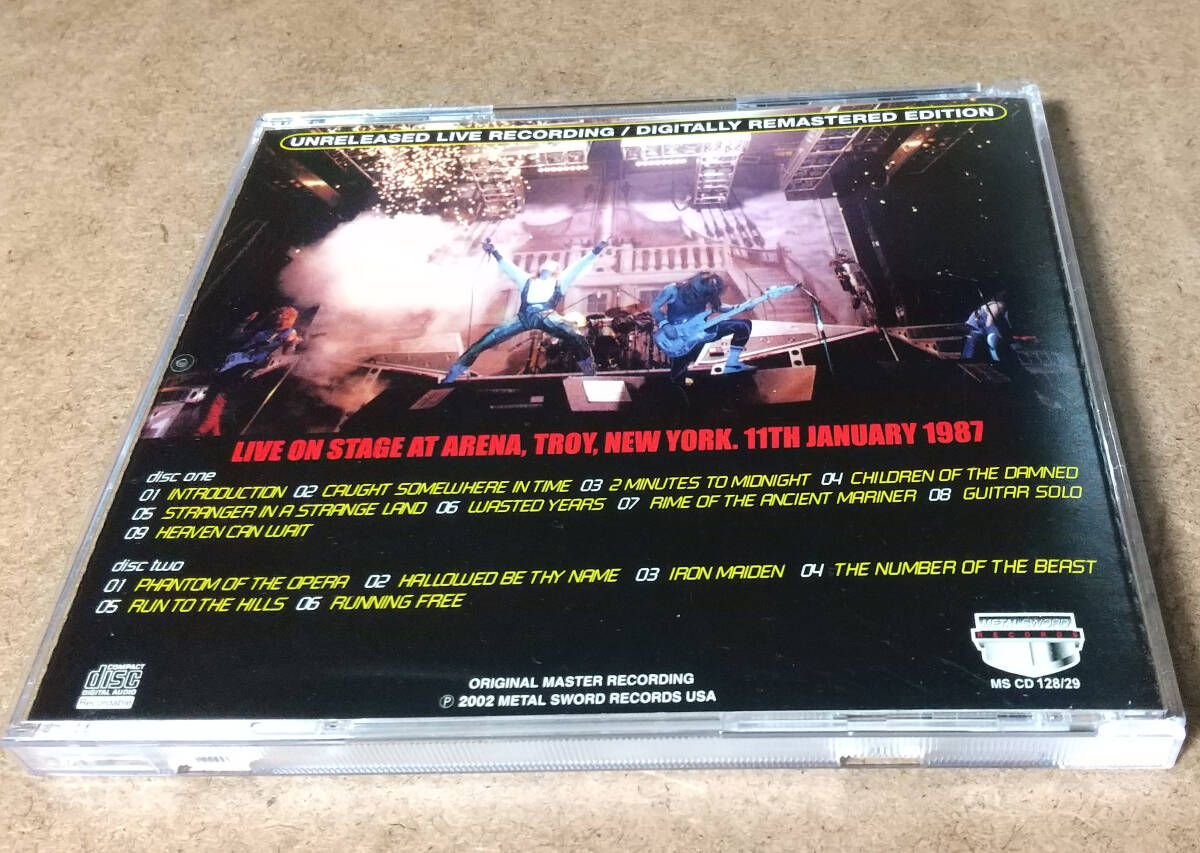 UNRELEASED LIVE RECORDING / DIGITALLY REMASTERED EDITION
LIVE ON STAGE AT ARENA, TROY, NEW YORK. 11TH JANUARY 1987
disc one
01 INTRODUCTION 02 CAUGHT SOMEWHERE IN TIME 03 2 MINUTES TO MIDNIGHT 04 CHILDREN OF THE DAMNED
05 STRANGER IN A STRANGE LAND 06 WASTED YEARS 07 RIME OF THE ANCIENT MARINER 08 GUITAR SOLO
09 HEAVEN CAN WAIT
disc two
01 PHANTOM OF THE OPERA 02 HALLOWED BE THY NAME 03 IRON MAIDEN 04 THE NUMBER OF THE BEAST
05 RUN TO THE HILLS 06 RUNNING FREE
COMPACT
disc
DIGITAL AUDIO
Recordable
ORIGINAL MASTER RECORDING
Ⓟ 2002 METAL SWORD RECORDS USA
METAL SWORD
RECORDS
MS CD 128/29